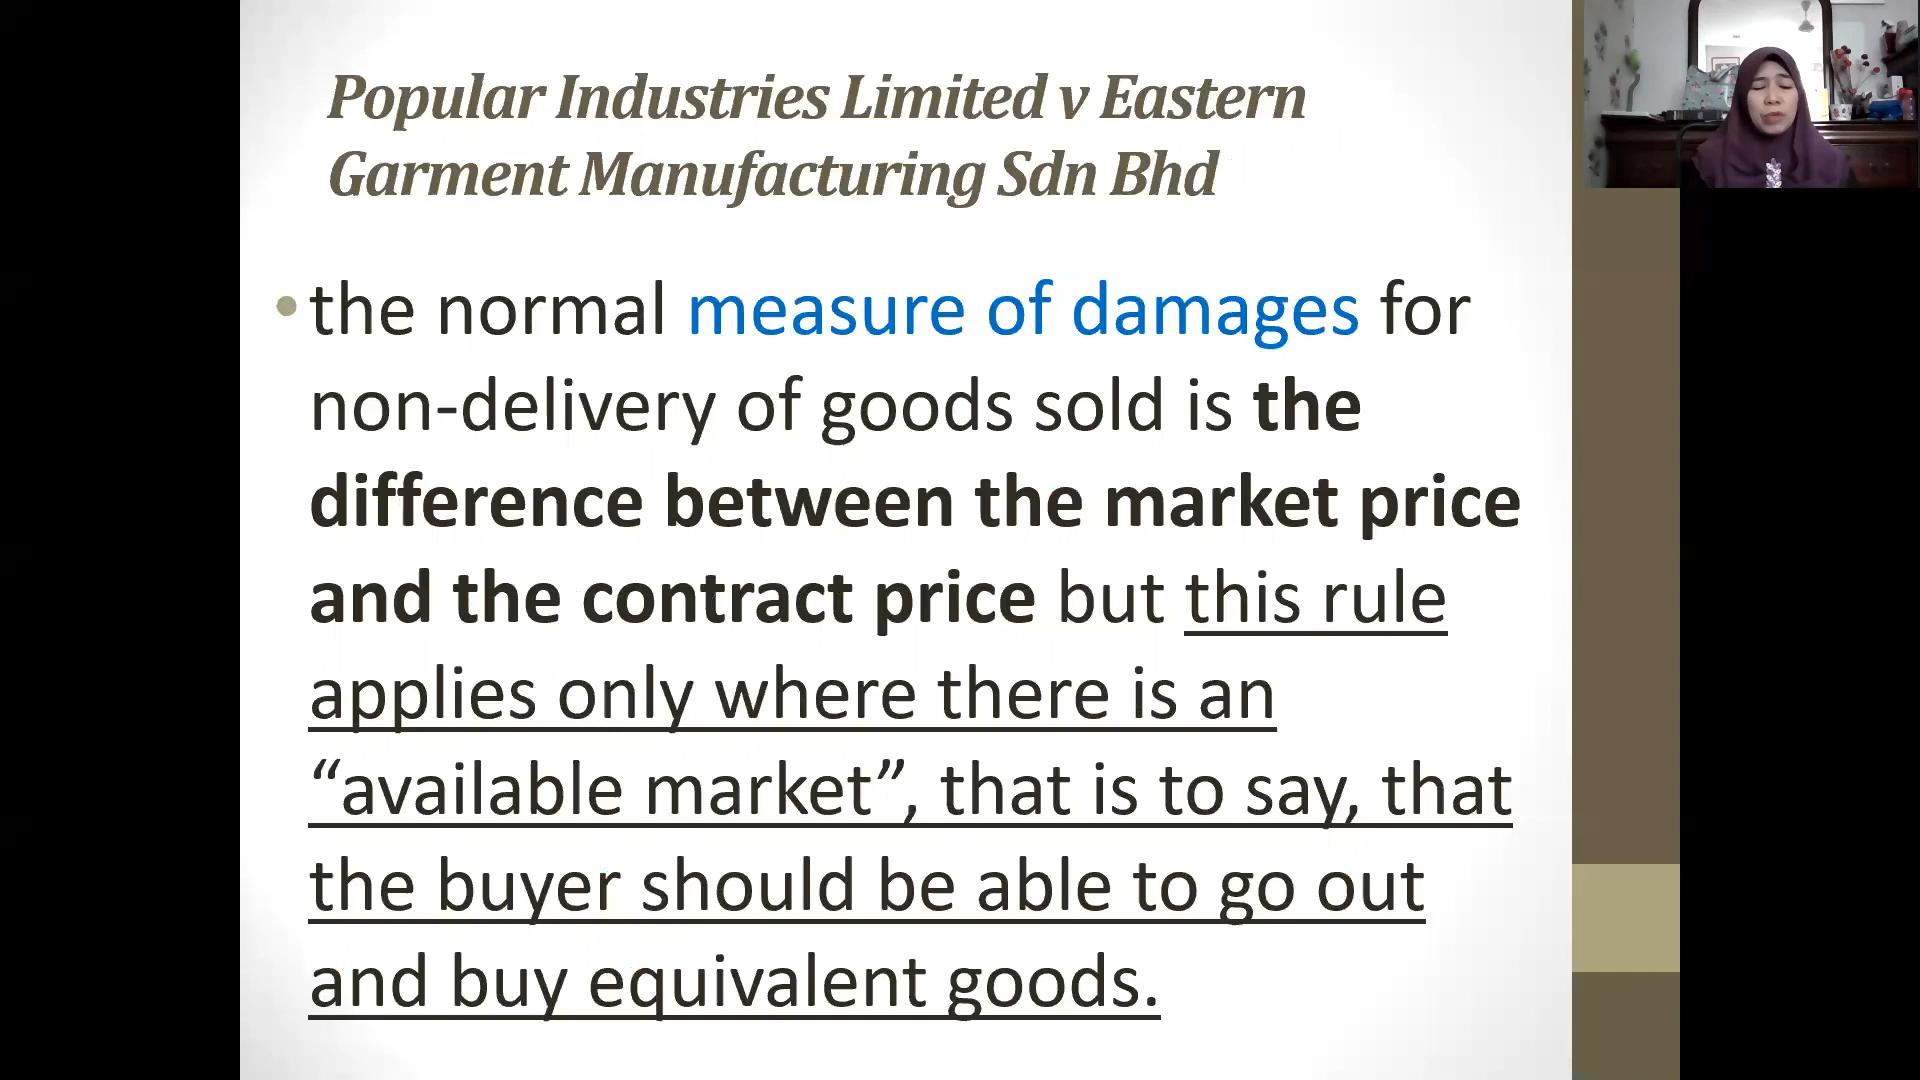 Popular Industries Limited v Eastern
Garment Manufacturing Sdn Bhd
• the normal measure of damages for
non-delivery of goods sold is the
difference between the market price
and the contract price but this rule
applies only where there is an
“available market”, that is to say, that
the buyer should be able to go out
and buy equivalent goods.